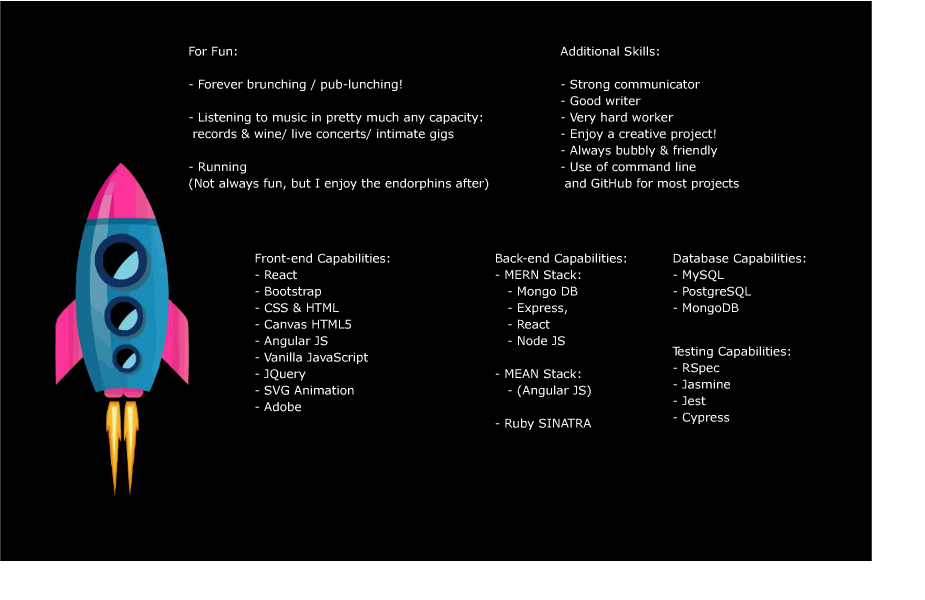 For Fun:
- Forever brunching / pub-lunching!
- Listening to music in pretty much any capacity:
records & wine/ live concerts/ intimate gigs
- Running
(Not always fun, but I enjoy the endorphins after)
Additional Skills:
- Strong communicator
- Good writer
- Very hard worker
- Enjoy a creative project!
- Always bubbly & friendly
- Use of command line
and GitHub for most projects
Front-end Capabilities:
- React
- Bootstrap
- CSS & HTML
- Canvas HTML5
- Angular JS
- Vanilla JavaScript
- JQuery
- SVG Animation
- Adobe
Back-end Capabilities:
- MERN Stack:
- Mongo DB
- Express,
- React
- Node JS
- MEAN Stack:
- (Angular JS)
- Ruby SINATRA
Database Capabilities:
- MySQL
- PostgreSQL
- MongoDB
Testing Capabilities:
- RSpec
- Jasmine
- Jest
- Cypress